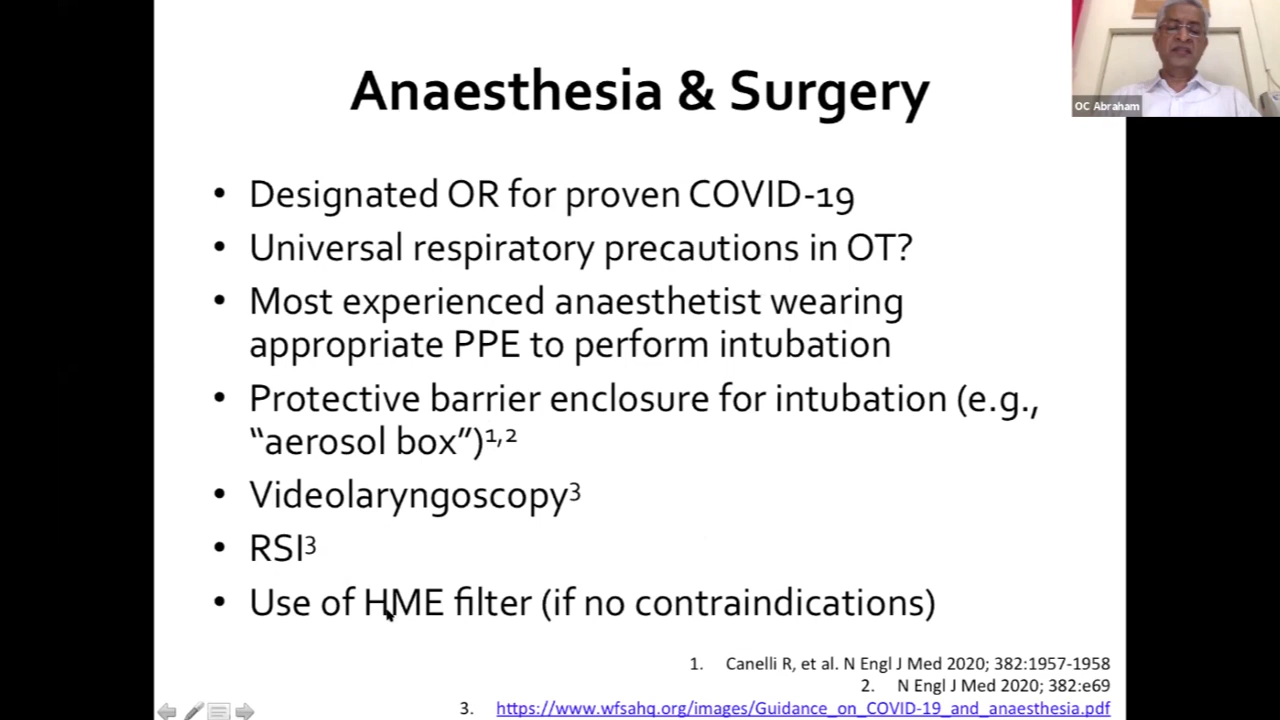 OC Abraham
Anaesthesia & Surgery
• Designated OR for proven COVID-19
• Universal respiratory precautions in OT?
• Most experienced anaesthetist wearing
appropriate PPE to perform intubation
• Protective barrier enclosure for intubation (e.g.,
“aerosol box”)1,2
• Videolaryngoscopy3
• RSI3
• Use of HME filter (if no contraindications)
1. Canelli R, et al. N Engl J Med 2020; 382:1957-1958
2. N Engl J Med 2020; 382:e69
3. https://www.wfsahq.org/images/Guidance_on_COVID-19_and_anaesthesia.pdf